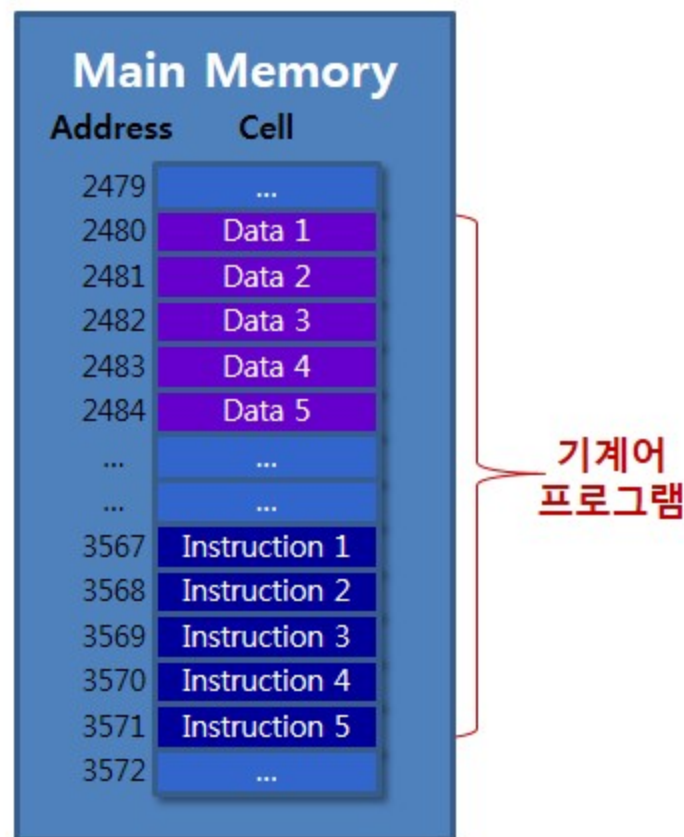 Main Memory
Address Cell
2479 ...
2480 Data 1
2481 Data 2
2482 Data 3
2483 Data 4
2484 Data 5
... ...
... ...
3567 Instruction 1
3568 Instruction 2
3569 Instruction 3
3570 Instruction 4
3571 Instruction 5
3572 ...
기계어
프로그램